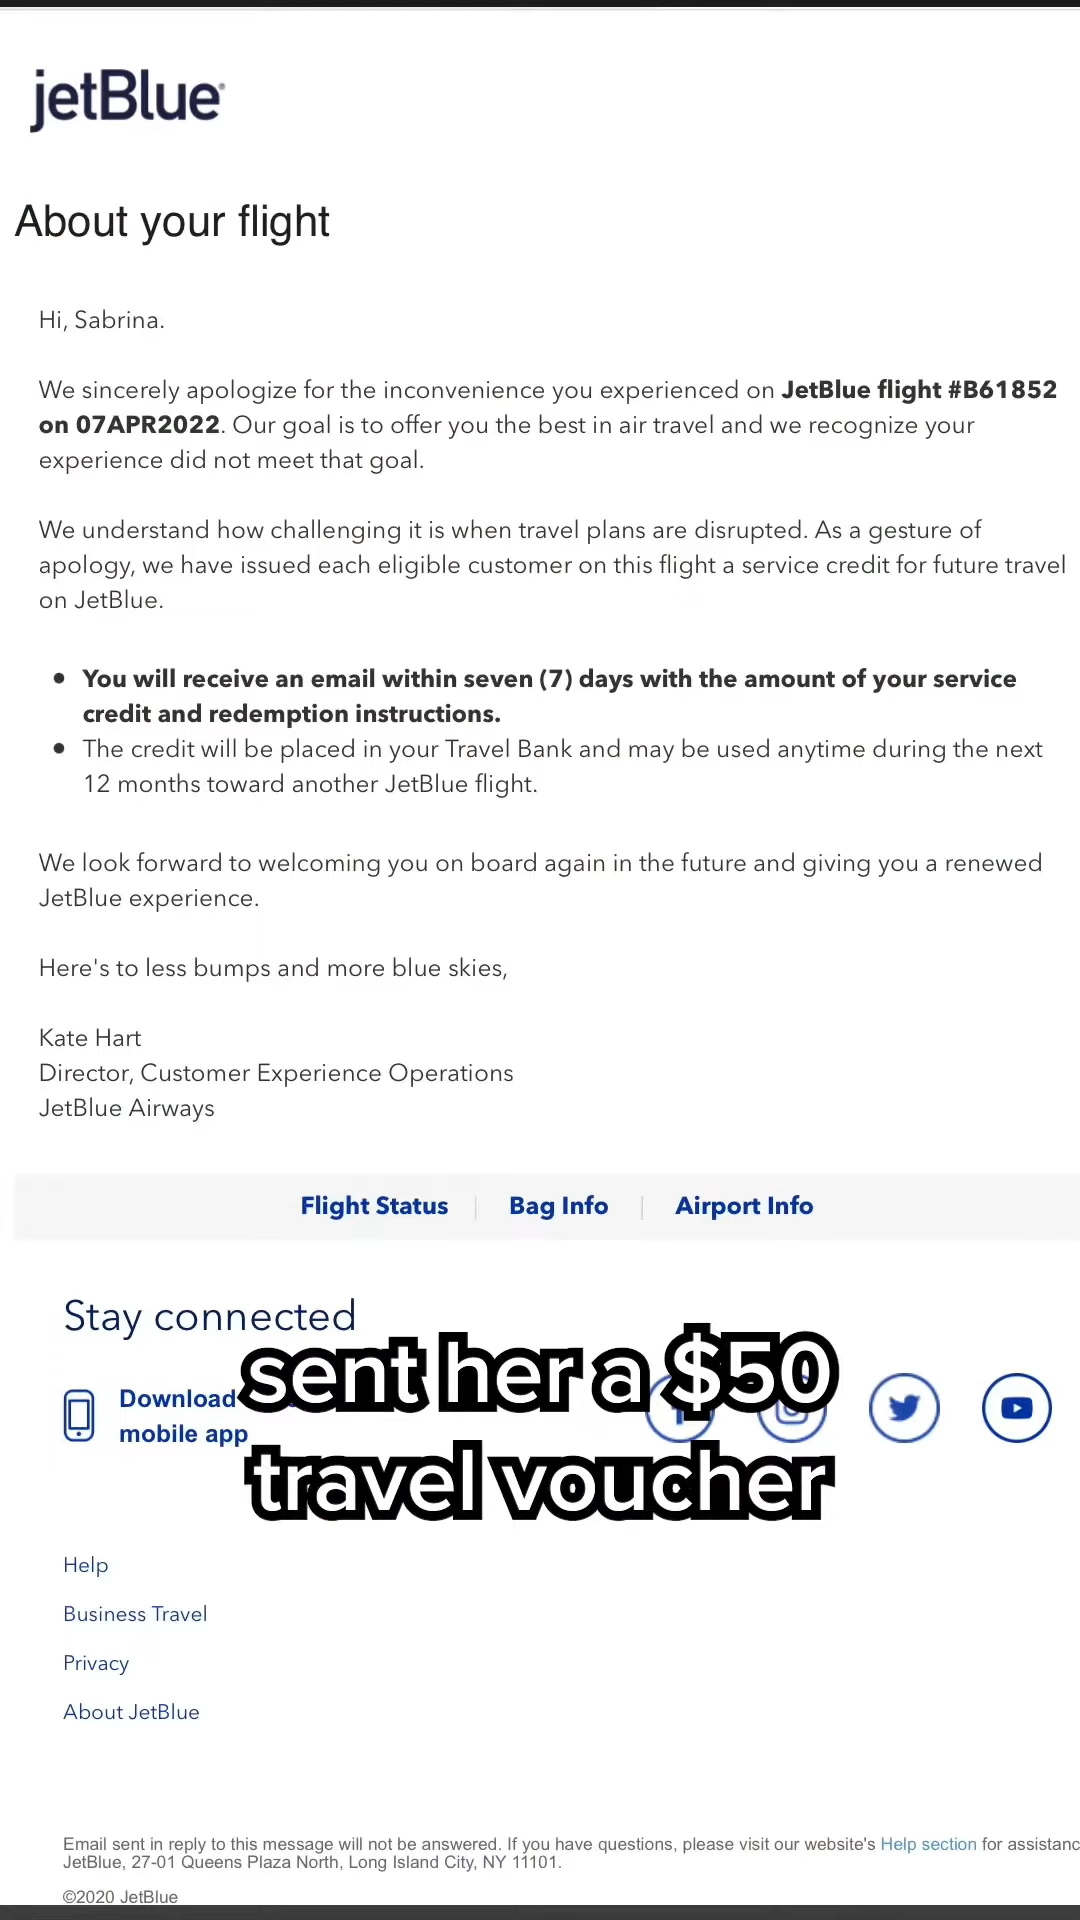 jetBlue
About your flight
Hi, Sabrina.
We sincerely apologize for the inconvenience you experienced on JetBlue flight #B61852
on 07APR2022. Our goal is to offer you the best in air travel and we recognize your
experience did not meet that goal.
We understand how challenging it is when travel plans are disrupted. As a gesture of
apology, we have issued each eligible customer on this flight a service credit for future travel
on JetBlue.
• You will receive an email within seven (7) days with the amount of your service
credit and redemption instructions.
• The credit will be placed in your Travel Bank and may be used anytime during the next
12 months toward another JetBlue flight.
We look forward to welcoming you on board again in the future and giving you a renewed
JetBlue experience.
Here's to less bumps and more blue skies,
Kate Hart
Director, Customer Experience Operations
JetBlue Airways
Flight Status | Bag Info | Airport Info
Stay connected
sent her a $50
travel voucher
Download
mobile app
Help
Business Travel
Privacy
About JetBlue
Email sent in reply to this message will not be answered. If you have questions, please visit our website's Help section for assistanc
JetBlue, 27-01 Queens Plaza North, Long Island City, NY 11101.
©2020 JetBlue